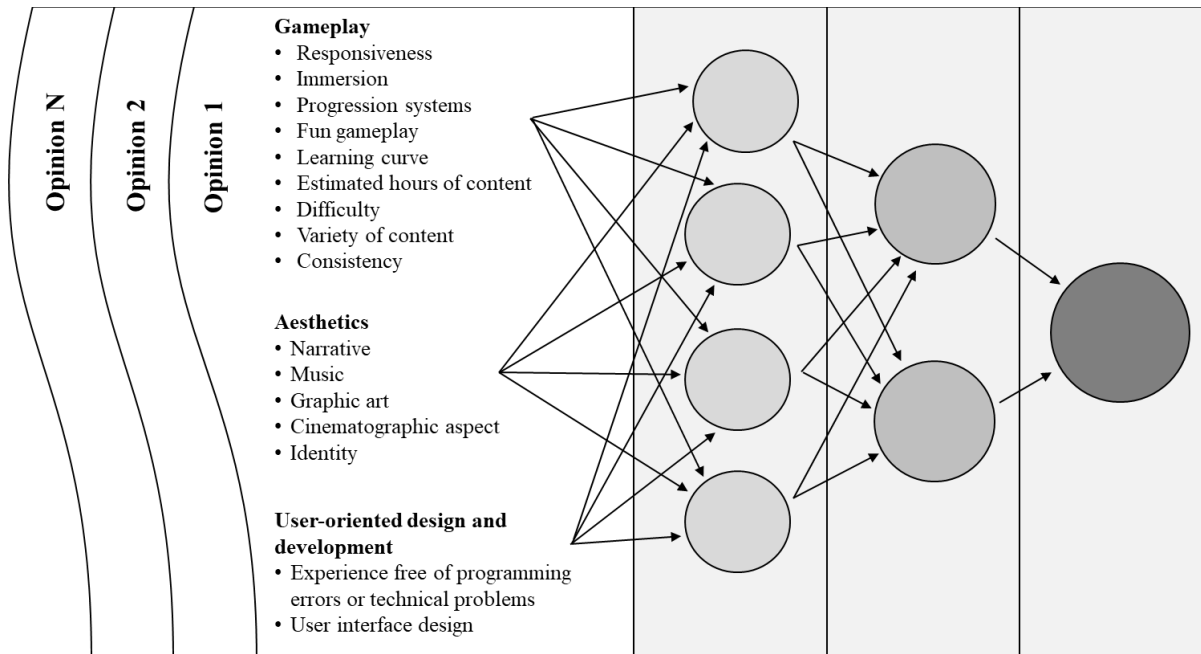 Opinion N
Opinion 2
Opinion 1
Gameplay
• Responsiveness
• Immersion
• Progression systems
• Fun gameplay
• Learning curve
• Estimated hours of content
• Difficulty
• Variety of content
• Consistency
Aesthetics
• Narrative
• Music
• Graphic art
• Cinematographic aspect
• Identity
User-oriented design and
development
• Experience free of programming
errors or technical problems
• User interface design